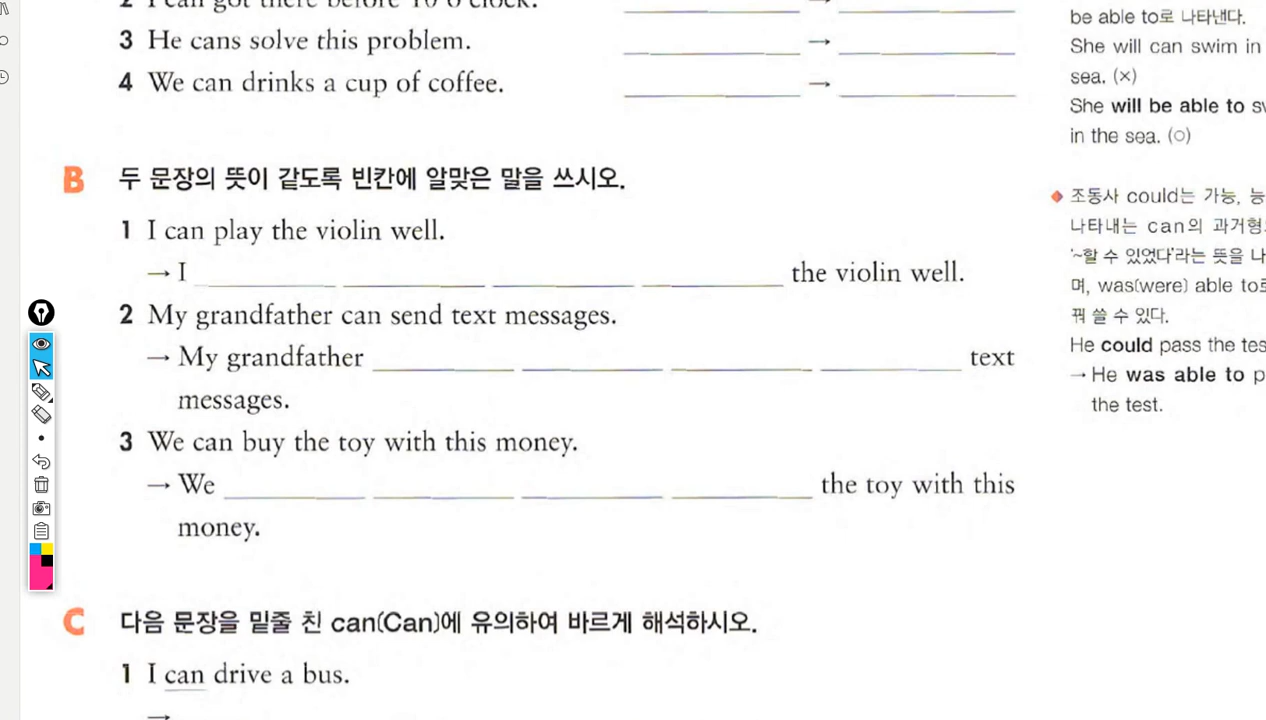 2 I can got there before 10 o'clock. →
3 He cans solve this problem. →
4 We can drinks a cup of coffee. →
B 두 문장의 뜻이 같도록 빈칸에 알맞은 말을 쓰시오.
1 I can play the violin well.
→ I the violin well.
2 My grandfather can send text messages.
→ My grandfather text
messages.
3 We can buy the toy with this money.
→ We the toy with this
money.
C 다음 문장을 밑줄 친 can(Can)에 유의하여 바르게 해석하시오.
1 I can drive a bus.
→
be able to로 나타낸다.
She will can swim in
sea. (×)
She will be able to sw
in the sea. (○)
◆ 조동사 could는 가능, 능
나타내는 can의 과거형
'~할 수 있었다'라는 뜻을 나
며, was(were) able to로
꿔 쓸 수 있다.
He could pass the tes
→ He was able to p
the test.